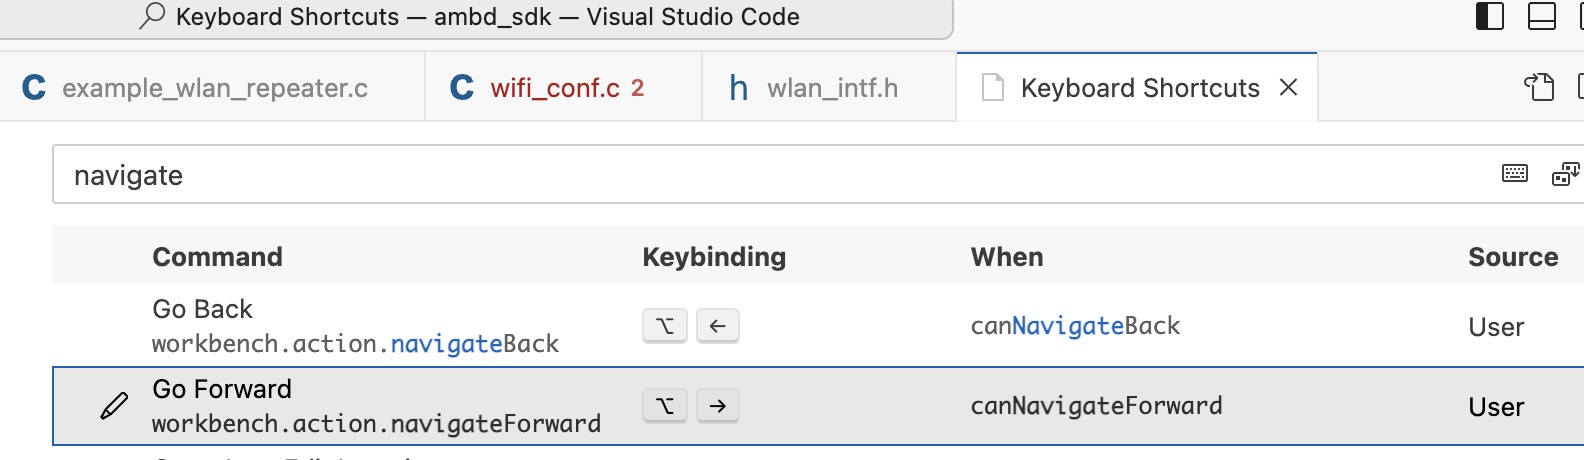 Keyboard Shortcuts — ambd_sdk — Visual Studio Code
C example_wlan_repeater.c C wifi_conf.c 2 h wlan_intf.h Keyboard Shortcuts
navigate
Command Keybinding When Source
Go Back
workbench.action.navigateBack ⌥ ← canNavigateBack User
Go Forward
workbench.action.navigateForward ⌥ → canNavigateForward User